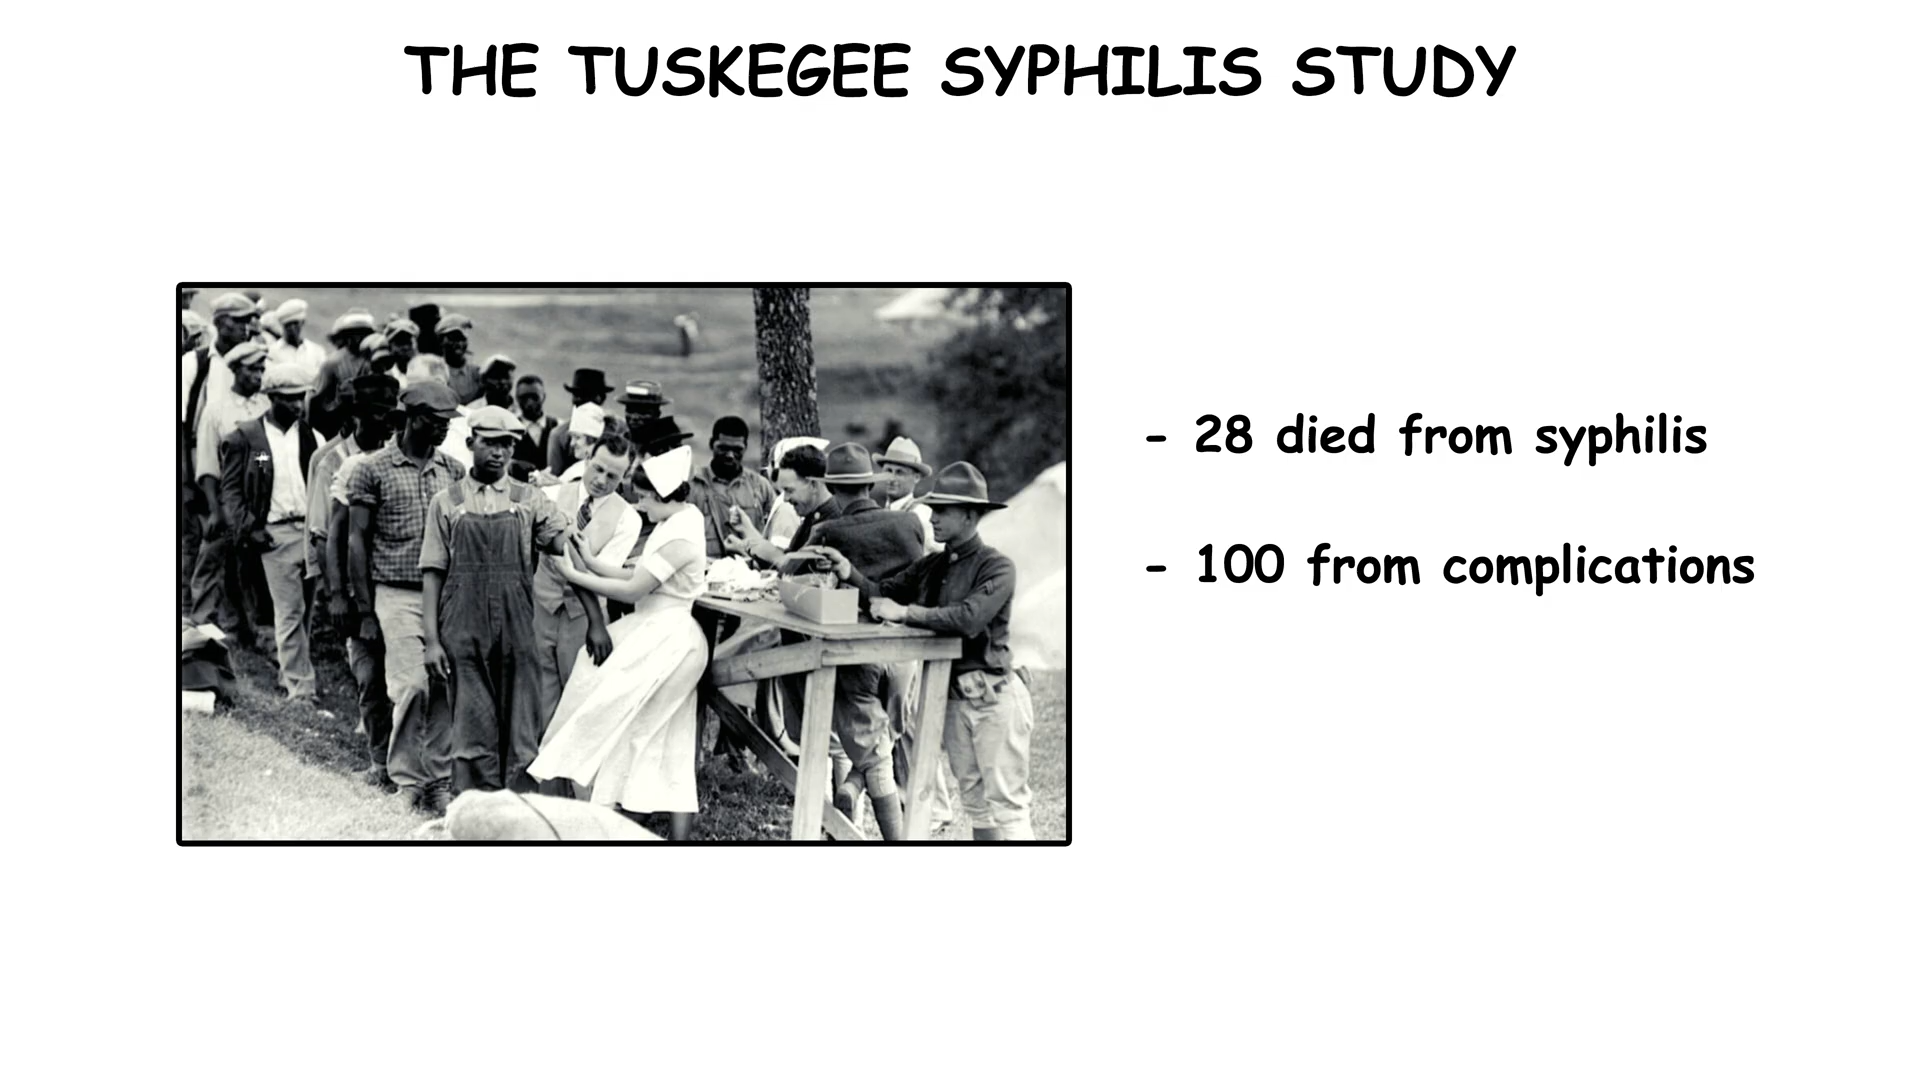 THE TUSKEGEE SYPHILIS STUDY
- 28 died from syphilis
- 100 from complications